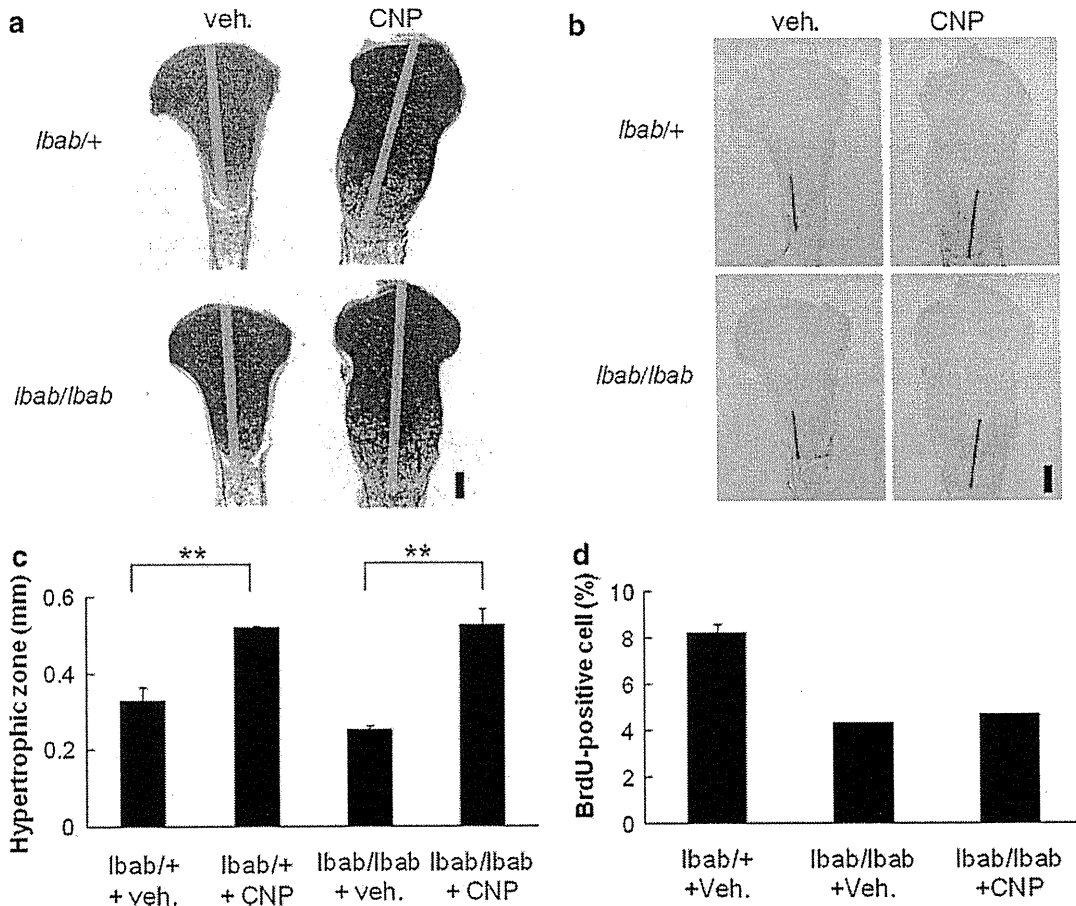 a
veh.
CNP
lbab/+
lbab/lbab
b
veh.
CNP
lbab/+
lbab/lbab
c
**
**
Hypertrophic zone (mm)
0.6
0.4
0.2
0
lbab/+
+ veh.
lbab/+
+ CNP
lbab/lbab
+ veh.
lbab/lbab
+ CNP
d
BrdU-positive cell (%)
10
8
6
4
2
0
lbab/+
+Veh.
lbab/lbab
+Veh.
lbab/lbab
+CNP